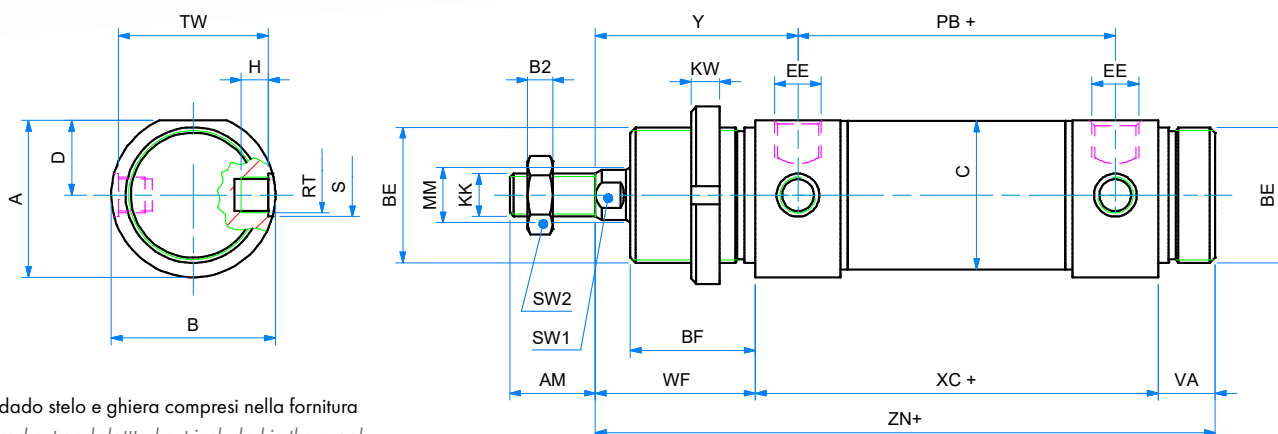 TW
Y
PB +
H
B2
KW
EE
EE
A
D
RT
S
BE
MM
KK
C
BE
SW2
SW1
B
BF
AM
WF
XC +
VA
ZN+
dado stelo e ghiera compresi nella fornitura